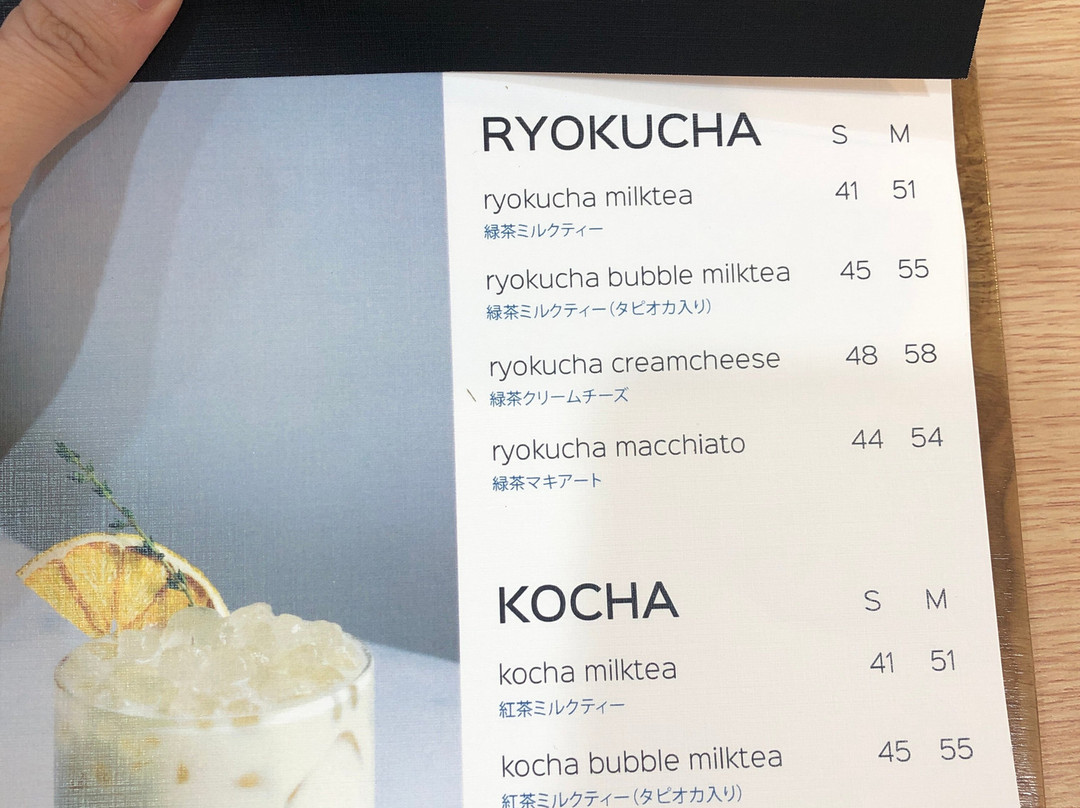 RYOKUCHA S M
ryokucha milktea 41 51
緑茶ミルクティー
ryokucha bubble milktea 45 55
緑茶ミルクティー(タピオカ入り)
ryokucha creamcheese 48 58
緑茶クリームチーズ
ryokucha macchiato 44 54
緑茶マキアート
KOCHA S M
kocha milktea 41 51
紅茶ミルクティー
kocha bubble milktea 45 55
紅茶ミルクティー(タピオカ入り)